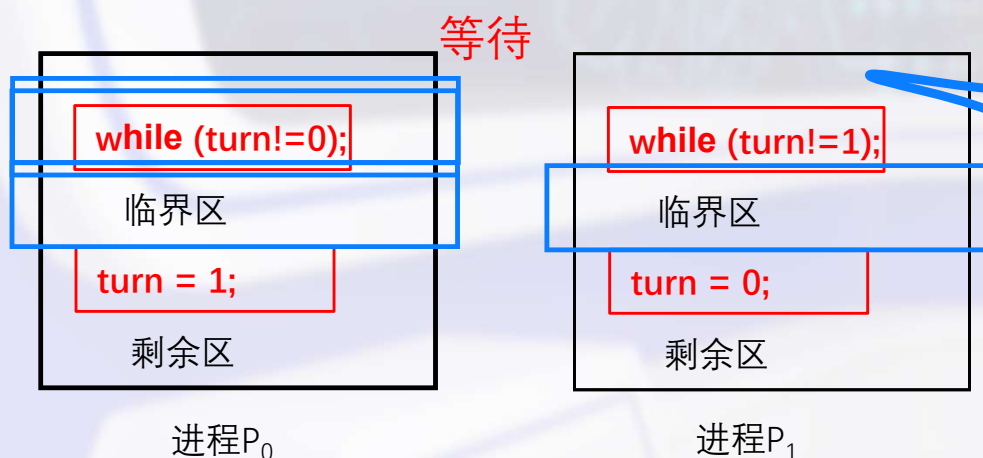 等待
while (turn!=0);
临界区
turn = 1;
剩余区
进程P₀
while (turn!=1);
临界区
turn = 0;
剩余区
进程P₁